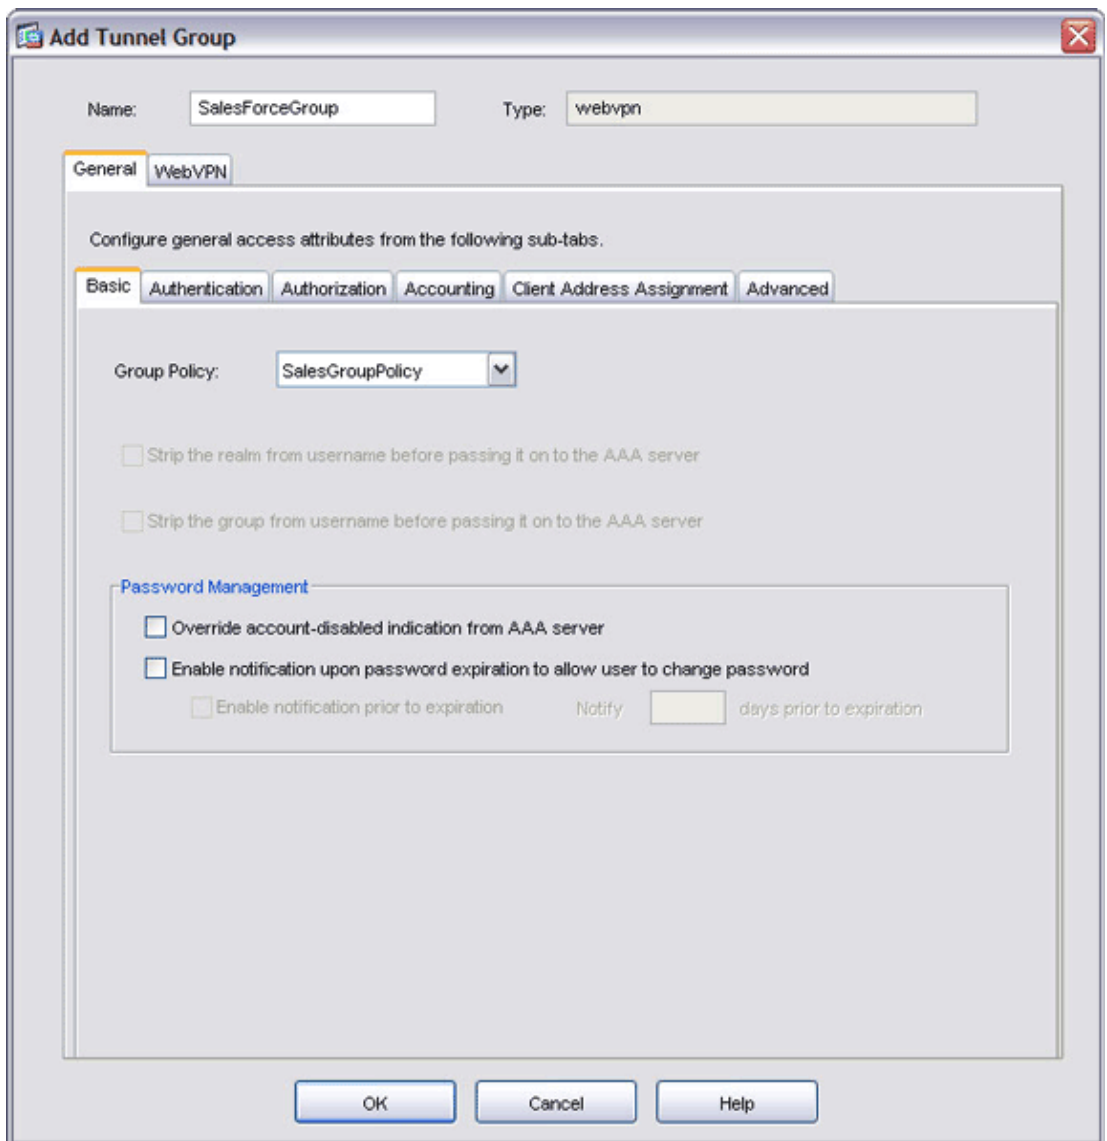 Add Tunnel Group
Name: SalesForceGroup Type: webvpn
General WebVPN
Configure general access attributes from the following sub-tabs.
Basic Authentication Authorization Accounting Client Address Assignment Advanced
Group Policy: SalesGroupPolicy
Strip the realm from username before passing it on to the AAA server
Strip the group from username before passing it on to the AAA server
Password Management
Override account-disabled indication from AAA server
Enable notification upon password expiration to allow user to change password
Enable notification prior to expiration Notify days prior to expiration
OK Cancel Help